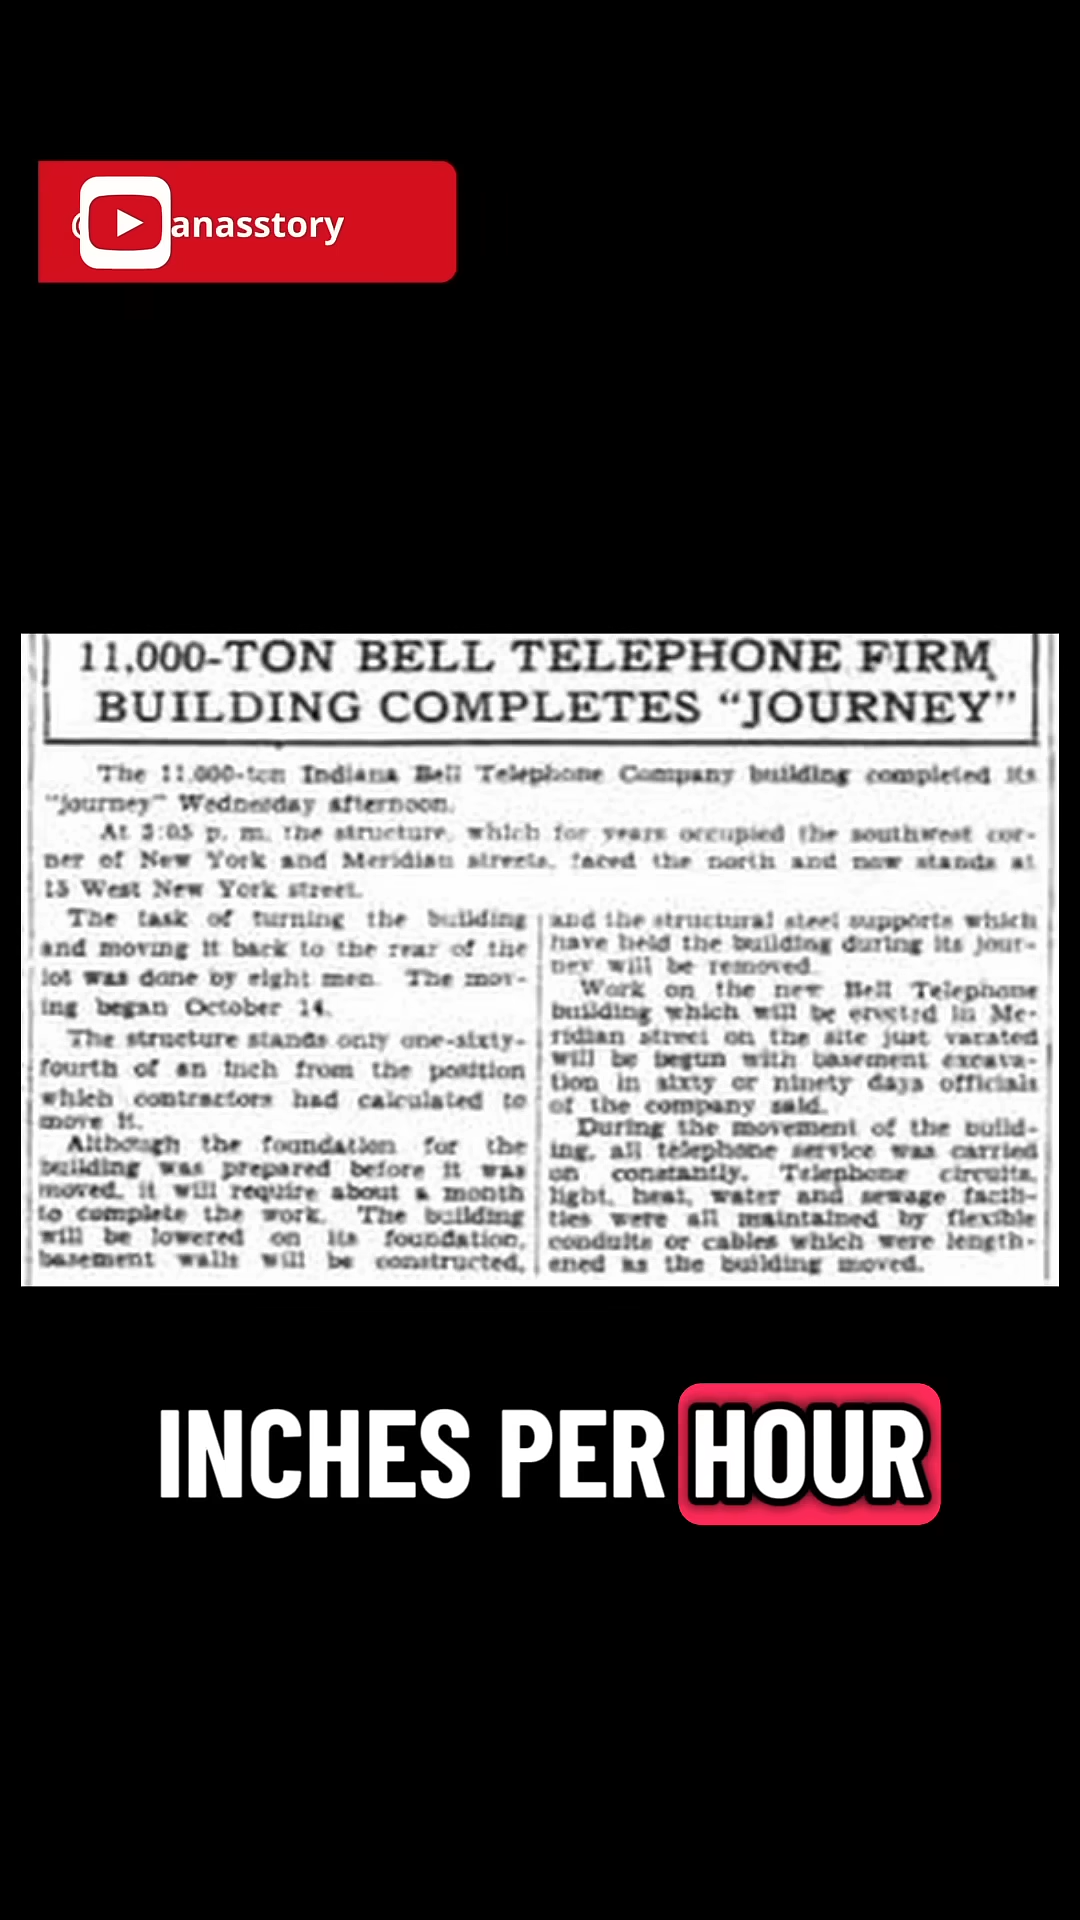 anasstory
11,000-TON BELL TELEPHONE FIRM
BUILDING COMPLETES “JOURNEY”
The 11,000-ton Indiana Bell Telephone Company building completed its
“journey” Wednesday afternoon.
At p. m. the structure, which for years occupied the southwest cor-
ner of New York and Meridian streets, faced the north and now stands at
15 West New York street.
The task of turning the building
and moving it back to the rear of the
lot was done by eight men. The mov-
ing began October 14.
The structure stands only one-sixty-
fourth of an inch from the position
which contractors had calculated to
move it.
Although the foundation for the
building was prepared before it was
moved, it will require about a month
to complete the work. The building
will be lowered on its foundation,
basement walls will be constructed,
and the structural steel supports which
have held the building during its jour-
ney will be removed.
Work on the new Bell Telephone
building which will be erected in Me-
ridian street on the site just vacated
will be begun with basement excava-
tion in sixty or ninety days officials
of the company said.
During the movement of the build-
ing, all telephone service was carried
on constantly. Telephone circuits,
light, heat, water and sewage facili-
ties were all maintained by flexible
conduits or cables which were length-
ened as the building moved.
INCHES PER HOUR